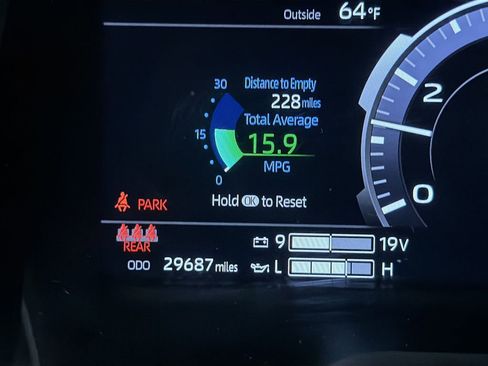 Outside 64°F
30 Distance to Empty
228 miles
Total Average
15 15.9
MPG
0
Hold OK to Reset
2
0
PARK
REAR
9 19V
ODO 29687 miles L H